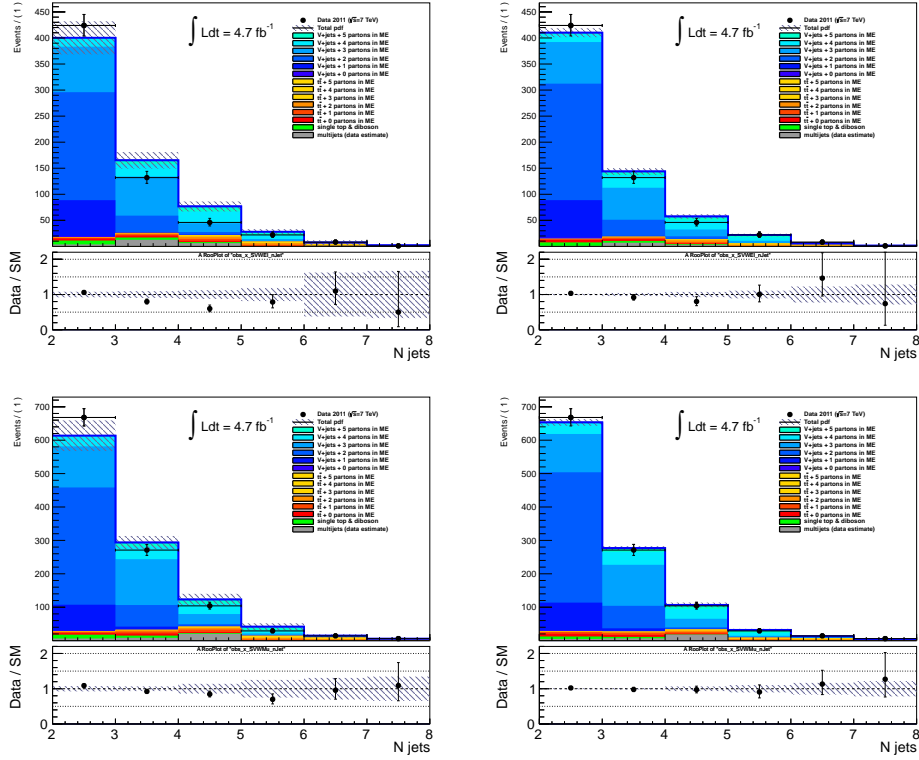 Events / ( 1 )
450
400
350
300
250
200
150
100
50
∫ Ldt = 4.7 fb⁻¹
Data 2011 (√s=7 TeV)
Total pdf
V+jets + 5 partons in ME
V+jets + 4 partons in ME
V+jets + 3 partons in ME
V+jets + 2 partons in ME
V+jets + 1 partons in ME
V+jets + 0 partons in ME
tt̄ + 5 partons in ME
tt̄ + 4 partons in ME
tt̄ + 3 partons in ME
tt̄ + 2 partons in ME
tt̄ + 1 partons in ME
tt̄ + 0 partons in ME
single top & diboson
multijets (data estimate)
A RooPlot of "obs_x_SVWEl_nJet"
Data / SM
2
1
0
2 3 4 5 6 7 8
N jets
Events / ( 1 )
450
400
350
300
250
200
150
100
50
∫ Ldt = 4.7 fb⁻¹
Data 2011 (√s=7 TeV)
Total pdf
V+jets + 5 partons in ME
V+jets + 4 partons in ME
V+jets + 3 partons in ME
V+jets + 2 partons in ME
V+jets + 1 partons in ME
V+jets + 0 partons in ME
tt̄ + 5 partons in ME
tt̄ + 4 partons in ME
tt̄ + 3 partons in ME
tt̄ + 2 partons in ME
tt̄ + 1 partons in ME
tt̄ + 0 partons in ME
single top & diboson
multijets (data estimate)
A RooPlot of "obs_x_SVWEl_nJet"
Data / SM
2
1
0
2 3 4 5 6 7 8
N jets
Events / ( 1 )
700
600
500
400
300
200
100
∫ Ldt = 4.7 fb⁻¹
Data 2011 (√s=7 TeV)
Total pdf
V+jets + 5 partons in ME
V+jets + 4 partons in ME
V+jets + 3 partons in ME
V+jets + 2 partons in ME
V+jets + 1 partons in ME
V+jets + 0 partons in ME
tt̄ + 5 partons in ME
tt̄ + 4 partons in ME
tt̄ + 3 partons in ME
tt̄ + 2 partons in ME
tt̄ + 1 partons in ME
tt̄ + 0 partons in ME
single top & diboson
multijets (data estimate)
A RooPlot of "obs_x_SVWMu_nJet"
Data / SM
2
1
0
2 3 4 5 6 7 8
N jets
Events / ( 1 )
700
600
500
400
300
200
100
∫ Ldt = 4.7 fb⁻¹
Data 2011 (√s=7 TeV)
Total pdf
V+jets + 5 partons in ME
V+jets + 4 partons in ME
V+jets + 3 partons in ME
V+jets + 2 partons in ME
V+jets + 1 partons in ME
V+jets + 0 partons in ME
tt̄ + 5 partons in ME
tt̄ + 4 partons in ME
tt̄ + 3 partons in ME
tt̄ + 2 partons in ME
tt̄ + 1 partons in ME
tt̄ + 0 partons in ME
single top & diboson
multijets (data estimate)
A RooPlot of "obs_x_SVWMu_nJet"
Data / SM
2
1
0
2 3 4 5 6 7 8
N jets